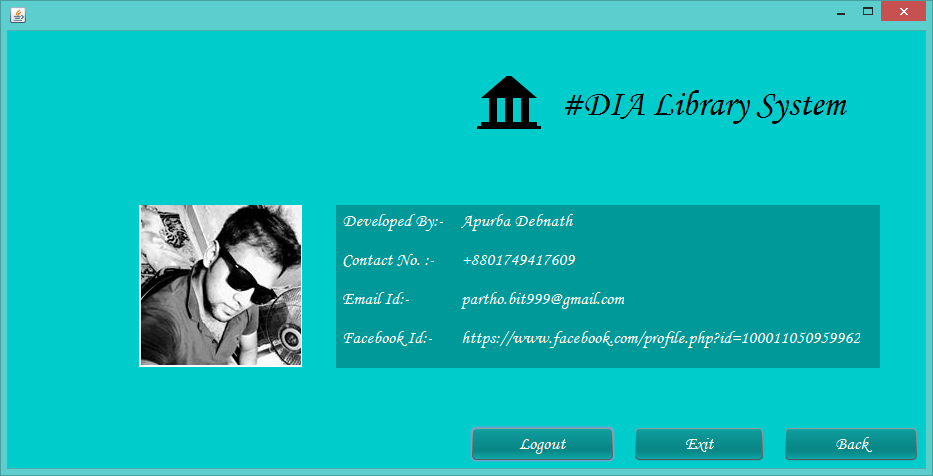 #DIA Library System
Developed By:- Apurba Debnath
Contact No. :- +8801749417609
Email Id:- partho.bit999@gmail.com
Facebook Id:- https://www.facebook.com/profile.php?id=100011050959962
Logout Exit Back